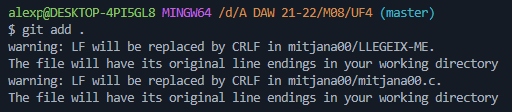 alexp@DESKTOP-4PI5GL8 MINGW64 /d/A DAW 21-22/M08/UF4 (master)
$ git add .
warning: LF will be replaced by CRLF in mitjana00/LLEGEIX-ME.
The file will have its original line endings in your working directory
warning: LF will be replaced by CRLF in mitjana00/mitjana00.c.
The file will have its original line endings in your working directory